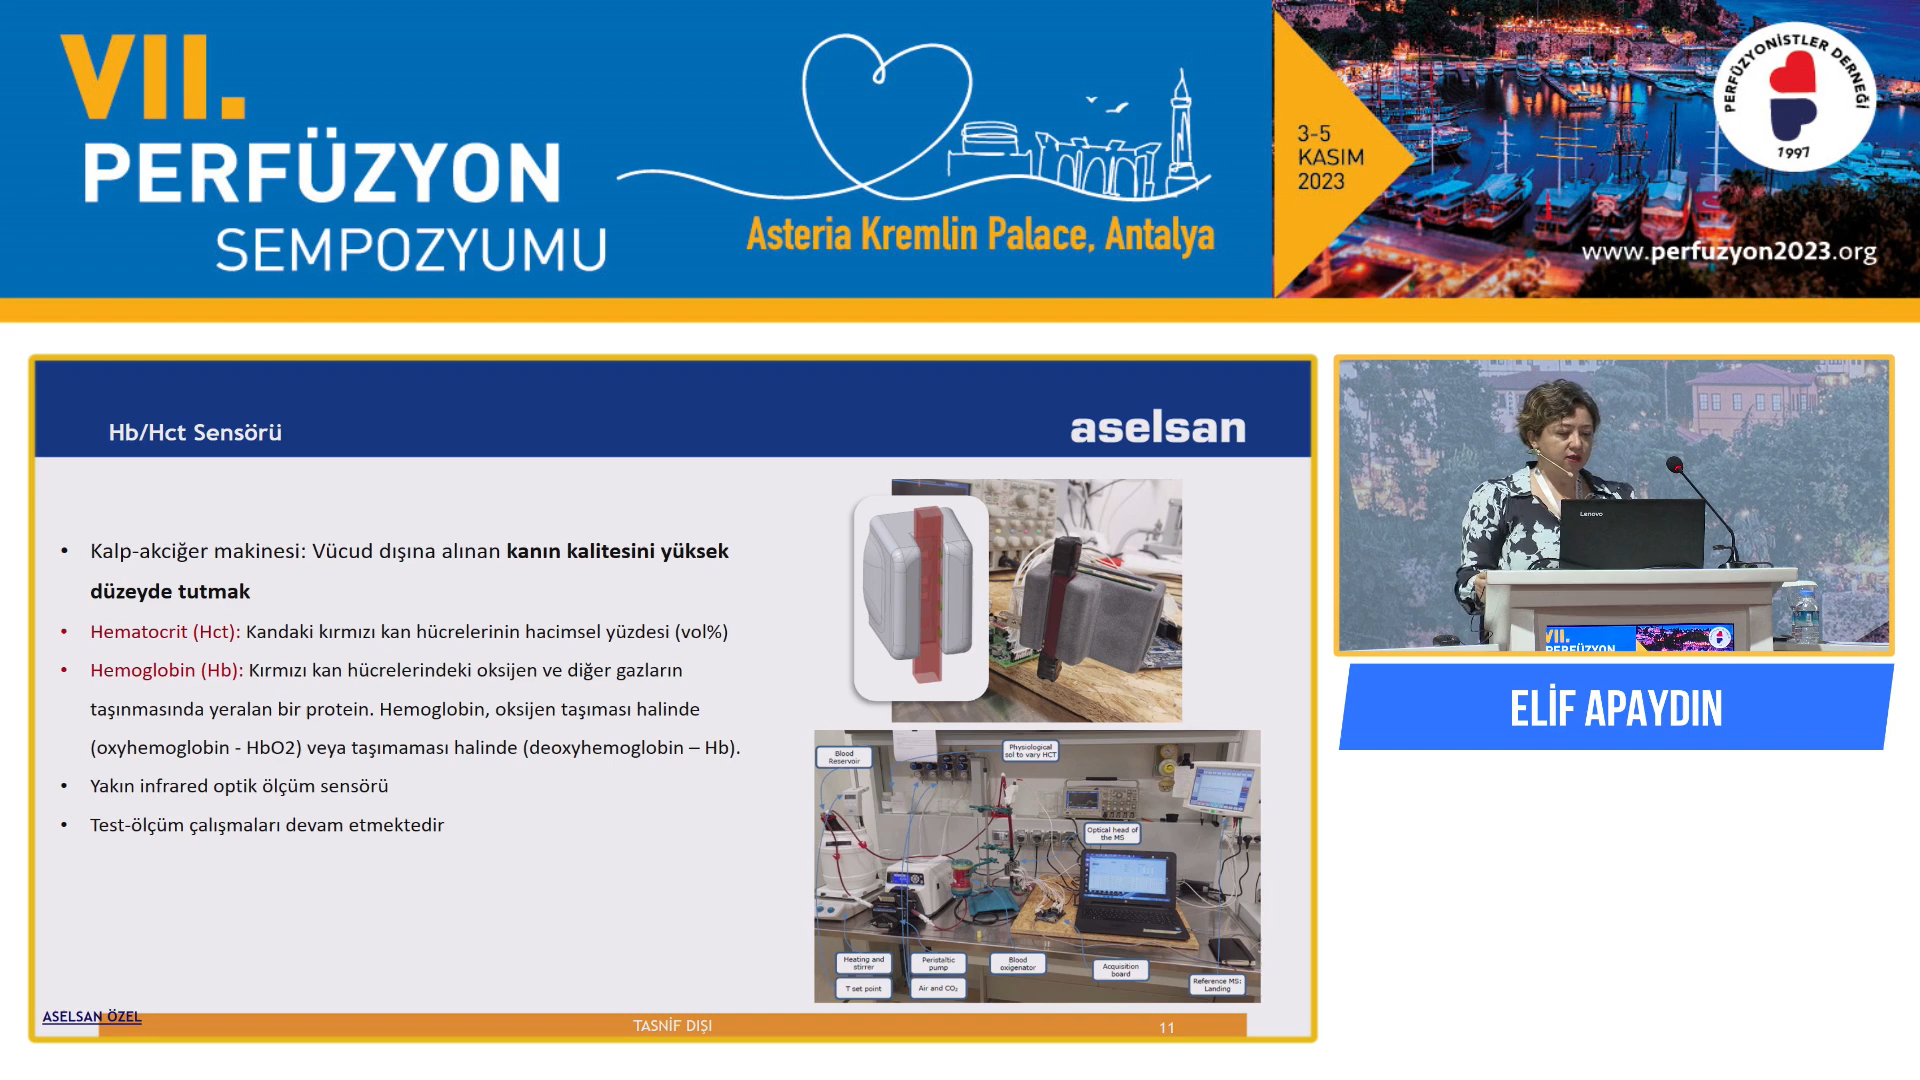 VII.
PERFÜZYON
SEMPOZYUMU
Asteria Kremlin Palace, Antalya
3-5
KASIM
2023
PERFÜZYONİSTLER DERNEĞİ
1997
www.perfuzyon2023.org
Hb/Hct Sensörü
aselsan
• Kalp-akciğer makinesi: Vücud dışına alınan kanın kalitesini yüksek
düzeyde tutmak
• Hematocrit (Hct): Kandaki kırmızı kan hücrelerinin hacimsel yüzdesi (vol%)
• Hemoglobin (Hb): Kırmızı kan hücrelerindeki oksijen ve diğer gazların
taşınmasında yeralan bir protein. Hemoglobin, oksijen taşıması halinde
(oxyhemoglobin - HbO2) veya taşımaması halinde (deoxyhemoglobin – Hb).
• Yakın infrared optik ölçüm sensörü
• Test-ölçüm çalışmaları devam etmektedir
Blood
Reservoir
Physiological
sol to vary HCT
Optical head of
the MS
Heating and
stirrer
T set point
Peristaltic
pump
Air and CO₂
Blood
oxigenator
Acquisition
board
Reference MS:
Landing
ASELSAN ÖZEL
TASNİF DIŞI
11
Lenovo
VII.
PERFÜZYON
ELİF APAYDIN